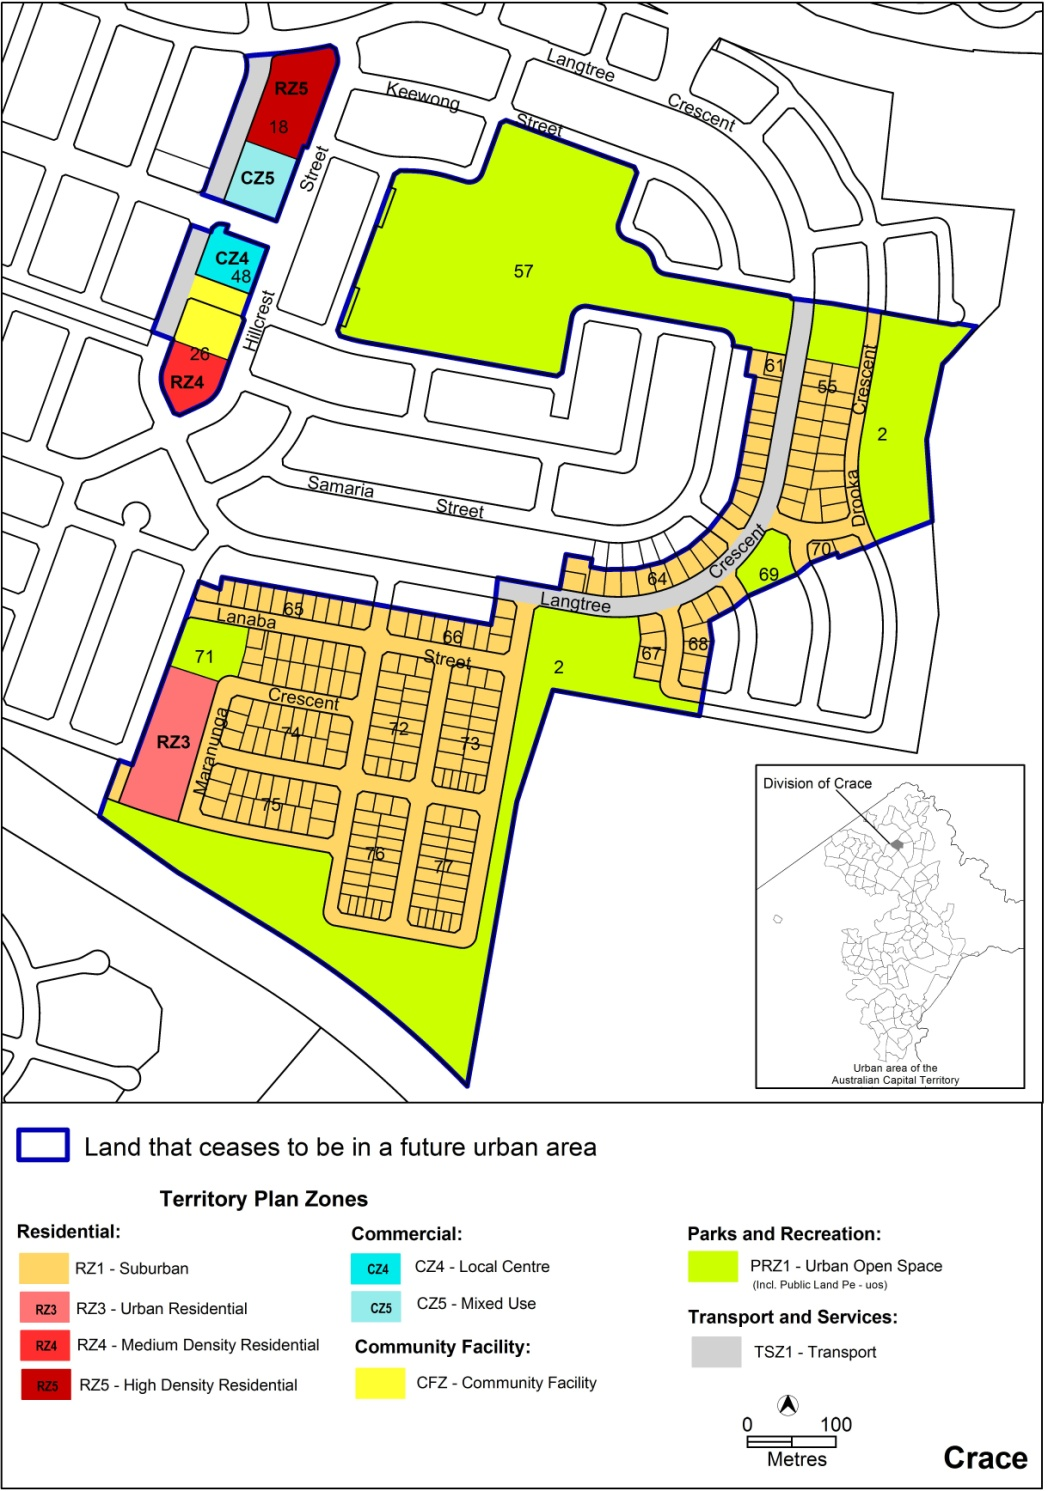 Langtree
Crescent
Keewong
Street
RZ5
18
CZ5
Street
57
CZ4
48
Hillcrest
26
RZ4
61
55
Crescent
2
Drooka
Samaria
Street
Crescent
70
69
64
Langtree
65
Lanaba
66
Street
67
68
71
2
Crescent
RZ3
Maranunga
74
72
73
75
76
77
Division of Crace
Urban area of the
Australian Capital Territory
Land that ceases to be in a future urban area
Territory Plan Zones
Residential:
RZ1 - Suburban
RZ3 RZ3 - Urban Residential
RZ4 RZ4 - Medium Density Residential
RZ5 RZ5 - High Density Residential
Commercial:
CZ4 CZ4 - Local Centre
CZ5 CZ5 - Mixed Use
Community Facility:
CFZ - Community Facility
Parks and Recreation:
PRZ1 - Urban Open Space
(Incl. Public Land Pe - uos)
Transport and Services:
TSZ1 - Transport
0 100
Metres
Crace